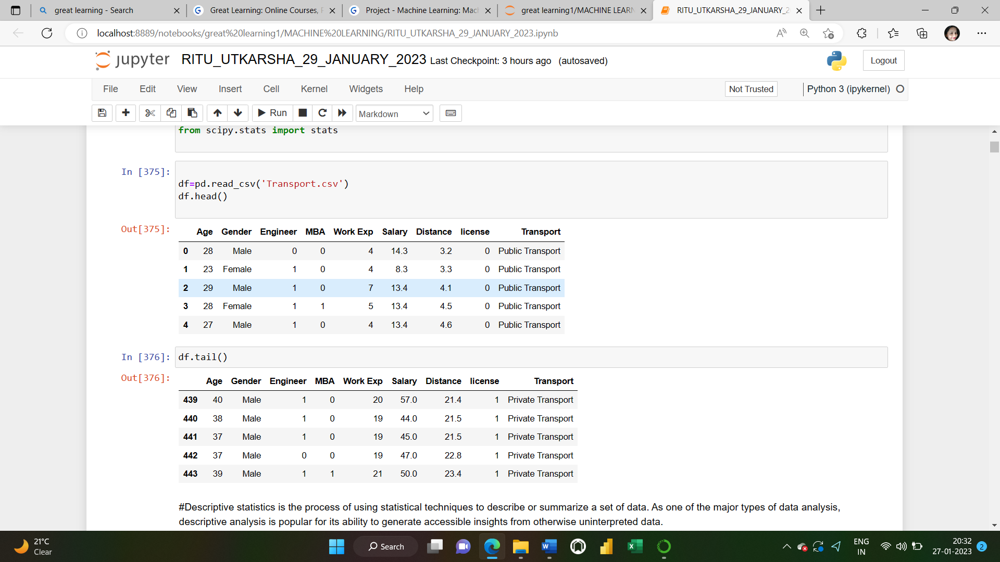 great learning - Search
Great Learning: Online Courses,
Project - Machine Learning: Mac
great learning1/MACHINE LEARN
RITU_UTKARSHA_29_JANUARY_2
localhost:8889/notebooks/great%20learning1/MACHINE%20LEARNING/RITU_UTKARSHA_29_JANUARY_2023.ipynb
jupyter RITU_UTKARSHA_29_JANUARY_2023 Last Checkpoint: 3 hours ago (autosaved)
Logout
File Edit View Insert Cell Kernel Widgets Help
Not Trusted
Python 3 (ipykernel)
Run
Markdown
from scipy.stats import stats
In [375]:
df=pd.read_csv('Transport.csv')
df.head()
Out[375]:
Age Gender Engineer MBA Work Exp Salary Distance license Transport
0 28 Male 0 0 4 14.3 3.2 0 Public Transport
1 23 Female 1 0 4 8.3 3.3 0 Public Transport
2 29 Male 1 0 7 13.4 4.1 0 Public Transport
3 28 Female 1 1 5 13.4 4.5 0 Public Transport
4 27 Male 1 0 4 13.4 4.6 0 Public Transport
In [376]: df.tail()
Out[376]:
Age Gender Engineer MBA Work Exp Salary Distance license Transport
439 40 Male 1 0 20 57.0 21.4 1 Private Transport
440 38 Male 1 0 19 44.0 21.5 1 Private Transport
441 37 Male 1 0 19 45.0 21.5 1 Private Transport
442 37 Male 0 0 19 47.0 22.8 1 Private Transport
443 39 Male 1 1 21 50.0 23.4 1 Private Transport
#Descriptive statistics is the process of using statistical techniques to describe or summarize a set of data. As one of the major types of data analysis,
descriptive analysis is popular for its ability to generate accessible insights from otherwise uninterpreted data.
21°C
Clear
Search
ENG
IN
20:32
27-01-2023
2